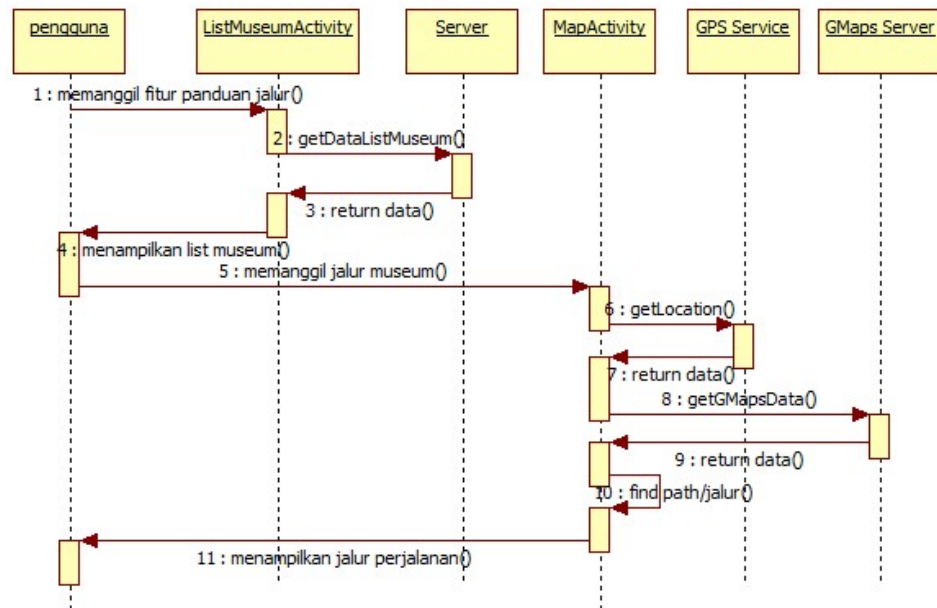 pengguna
ListMuseumActivity
Server
MapActivity
GPS Service
GMaps Server
1 : memanggil fitur panduan jalur()
2 : getDataListMuseum()
3 : return data()
4 : menampilkan list museum()
5 : memanggil jalur museum()
6 : getLocation()
7 : return data()
8 : getGMapsData()
9 : return data()
10 : find path/jalur()
11 : menampilkan jalur perjalanan()